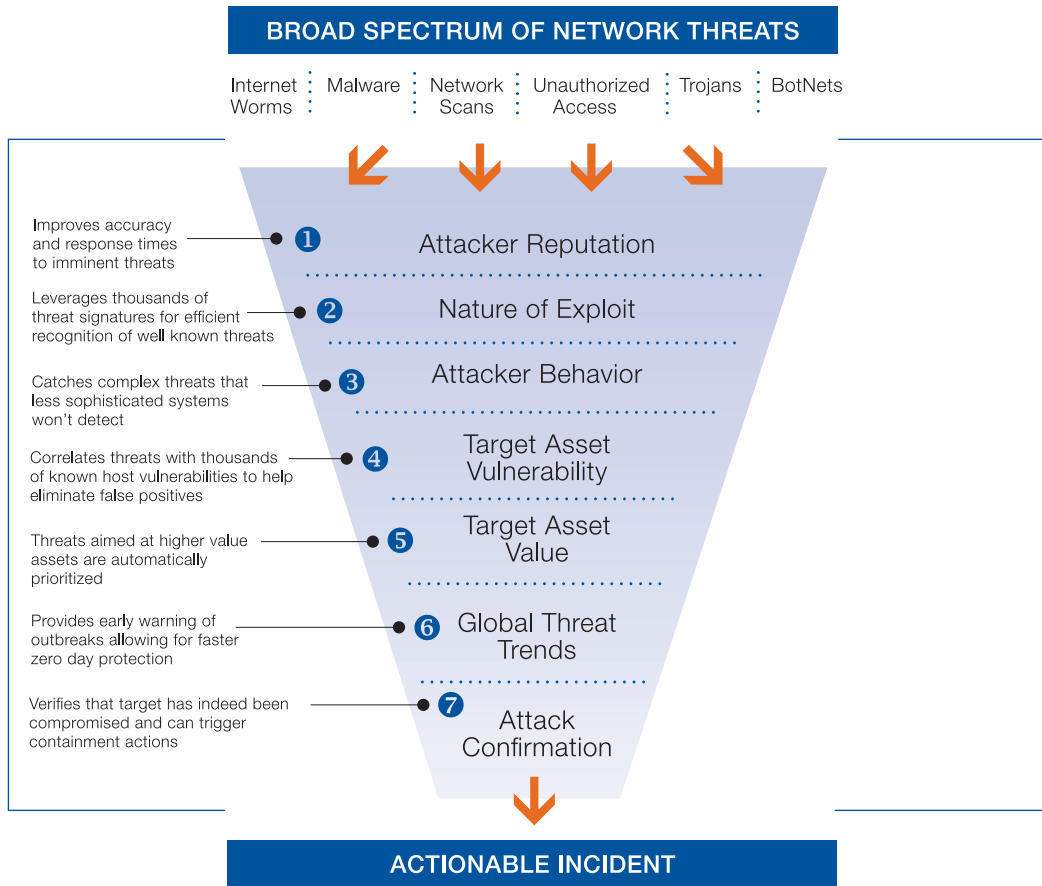 BROAD SPECTRUM OF NETWORK THREATS
Internet
Worms
Malware
Network
Scans
Unauthorized
Access
Trojans
BotNets
Improves accuracy
and response times
to imminent threats
1
Attacker Reputation
Leverages thousands of
threat signatures for efficient
recognition of well known threats
2
Nature of Exploit
Catches complex threats that
less sophisticated systems
won't detect
3
Attacker Behavior
Correlates threats with thousands
of known host vulnerabilities to help
eliminate false positives
4
Target Asset
Vulnerability
Threats aimed at higher value
assets are automatically
prioritized
5
Target Asset
Value
Provides early warning of
outbreaks allowing for faster
zero day protection
6
Global Threat
Trends
Verifies that target has indeed been
compromised and can trigger
containment actions
7
Attack
Confirmation
ACTIONABLE INCIDENT